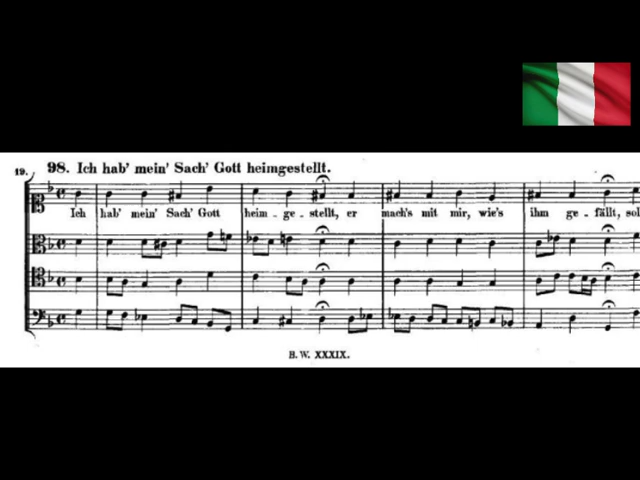 19. 98. Ich hab' mein' Sach' Gott heimgestellt.
Ich hab' mein' Sach' Gott heim - ge - stellt, er mach's mit mir, wie's ihm ge - fällt, sol
B. W. XXXIX.